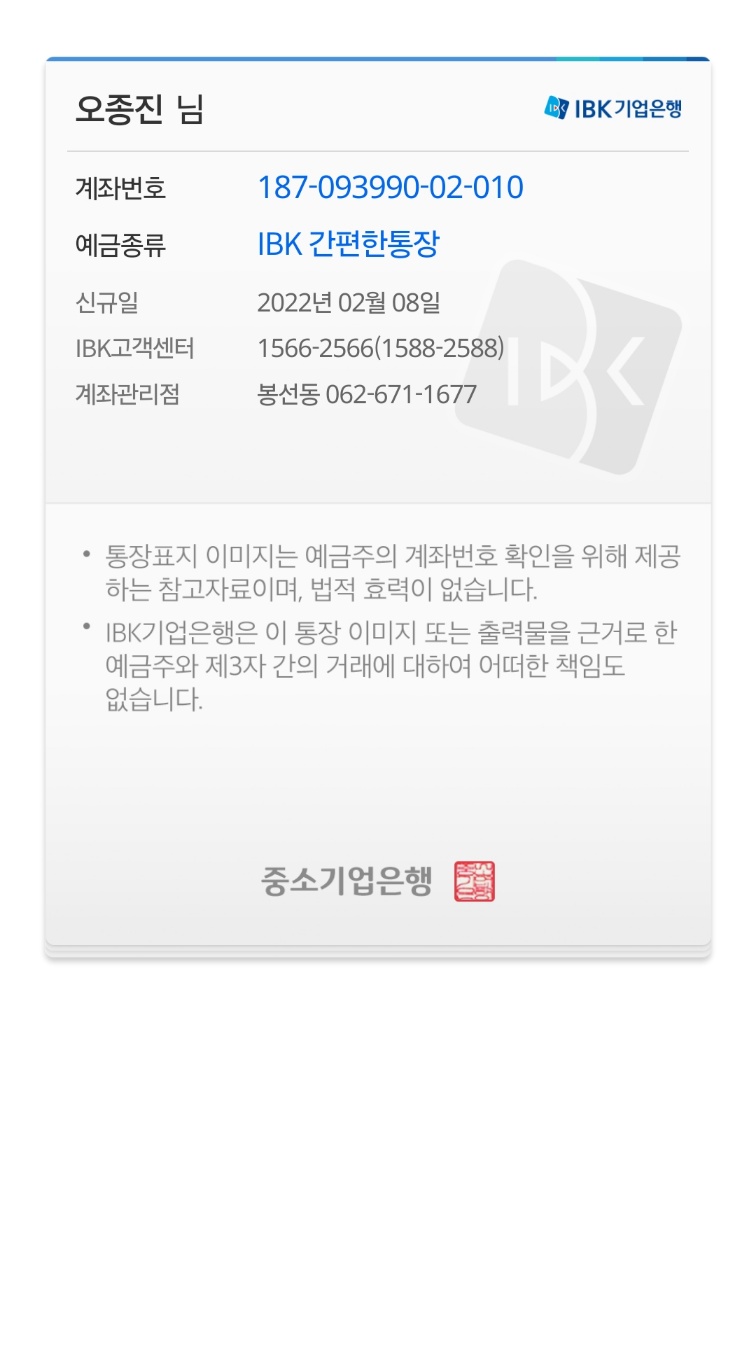 오종진 님
IBK기업은행
계좌번호 187-093990-02-010
예금종류 IBK 간편한통장
신규일 2022년 02월 08일
IBK고객센터 1566-2566(1588-2588)
계좌관리점 봉선동 062-671-1677
IBK
• 통장표지 이미지는 예금주의 계좌번호 확인을 위해 제공
하는 참고자료이며, 법적 효력이 없습니다.
• IBK기업은행은 이 통장 이미지 또는 출력물을 근거로 한
예금주와 제3자 간의 거래에 대하여 어떠한 책임도
없습니다.
중소기업은행